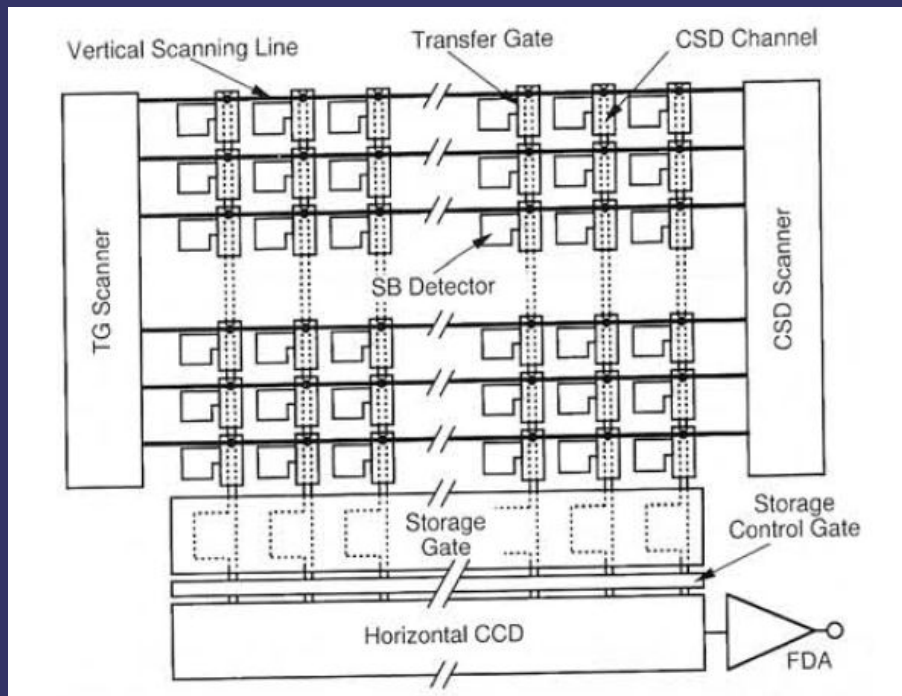 Vertical Scanning Line
Transfer Gate
CSD Channel
TG Scanner
SB Detector
CSD Scanner
Storage
Gate
Storage
Control Gate
Horizontal CCD
FDA